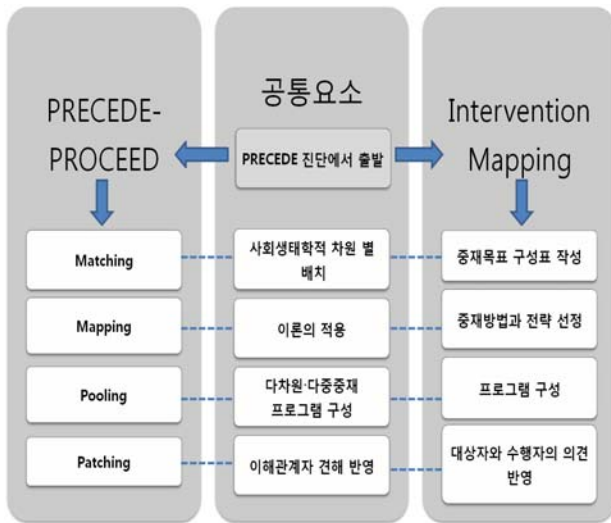 PRECEDE-
PROCEED
공통요소
PRECEDE 진단에서 출발
Intervention
Mapping
Matching
사회생태학적 차원 별
배치
중재목표 구성표 작성
Mapping
이론의 적용
중재방법과 전략 선정
Pooling
다차원·다중중재
프로그램 구성
프로그램 구성
Patching
이해관계자 견해 반영
대상자와 수행자의 의견
반영